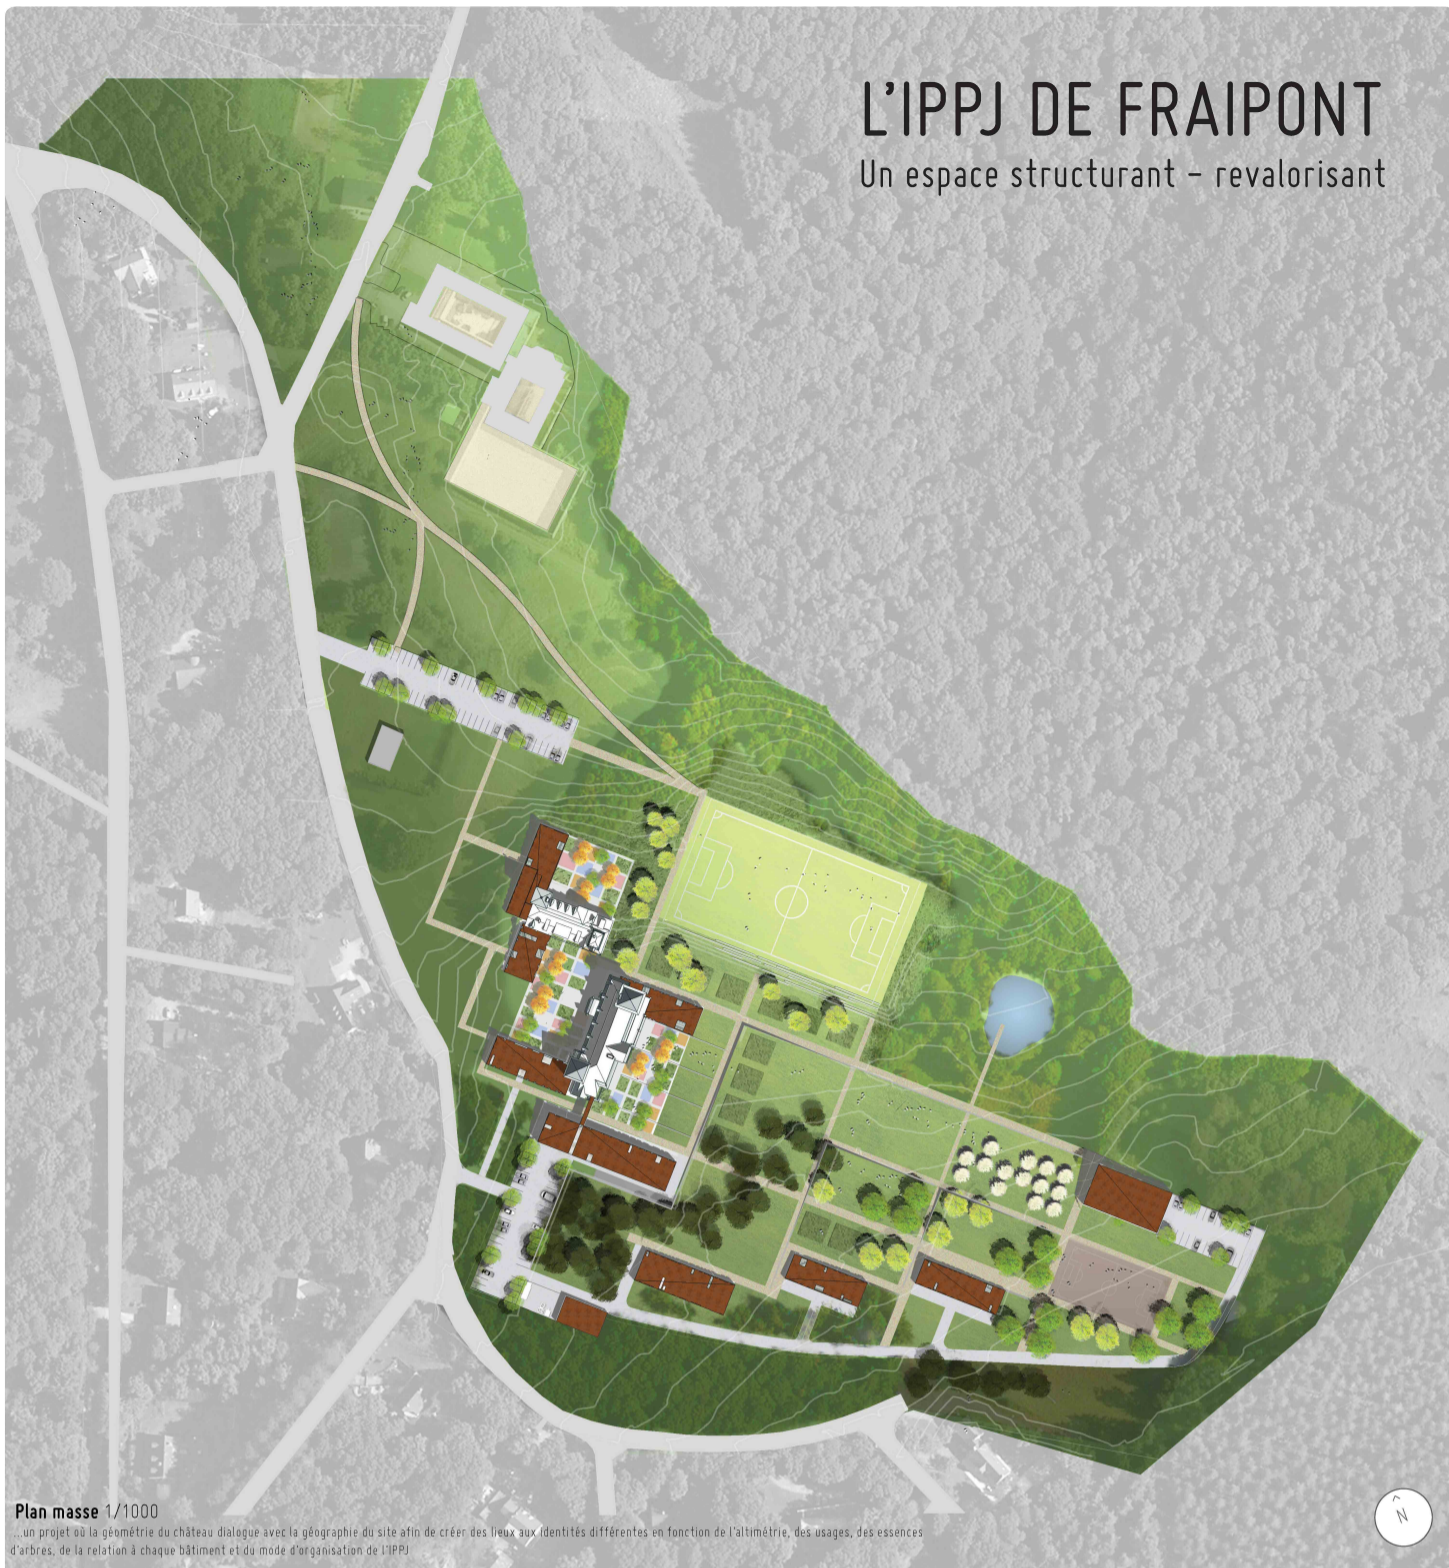 L'IPPJ DE FRAIPONT
Un espace structurant - revalorisant
Plan masse 1/1000
...un projet où la géométrie du château dialogue avec la géographie du site afin de créer des lieux aux identités différentes en fonction de l'altimétrie, des usages, des essences
d'arbres, de la relation à chaque bâtiment et du mode d'organisation de l'IPPJ
N